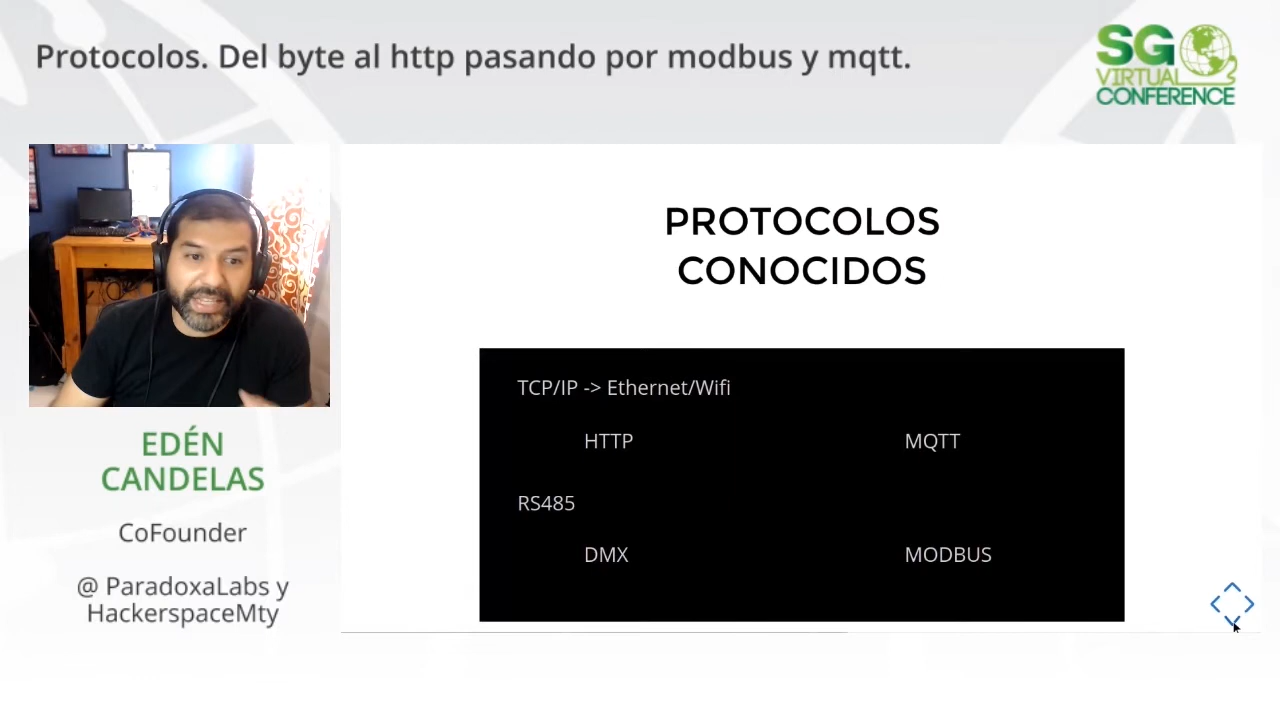 Protocolos. Del byte al http pasando por modbus y mqtt.
SG
VIRTUAL
CONFERENCE
PROTOCOLOS
CONOCIDOS
TCP/IP -> Ethernet/Wifi
HTTP MQTT
RS485
DMX MODBUS
EDÉN
CANDELAS
CoFounder
@ ParadoxaLabs y
HackerspaceMty